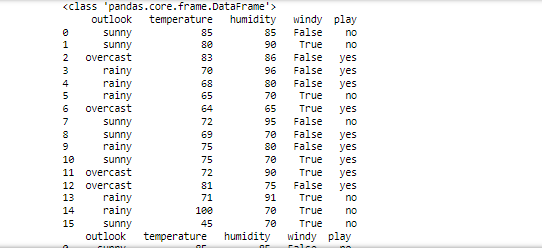 <class 'pandas.core.frame.DataFrame'>
outlook temperature humidity windy play
0 sunny 85 85 False no
1 sunny 80 90 True no
2 overcast 83 86 False yes
3 rainy 70 96 False yes
4 rainy 68 80 False yes
5 rainy 65 70 True no
6 overcast 64 65 True yes
7 sunny 72 95 False no
8 sunny 69 70 False yes
9 rainy 75 80 False yes
10 sunny 75 70 True yes
11 overcast 72 90 True yes
12 overcast 81 75 False yes
13 rainy 71 91 True no
14 rainy 100 70 True no
15 sunny 45 70 True no
outlook temperature humidity windy play